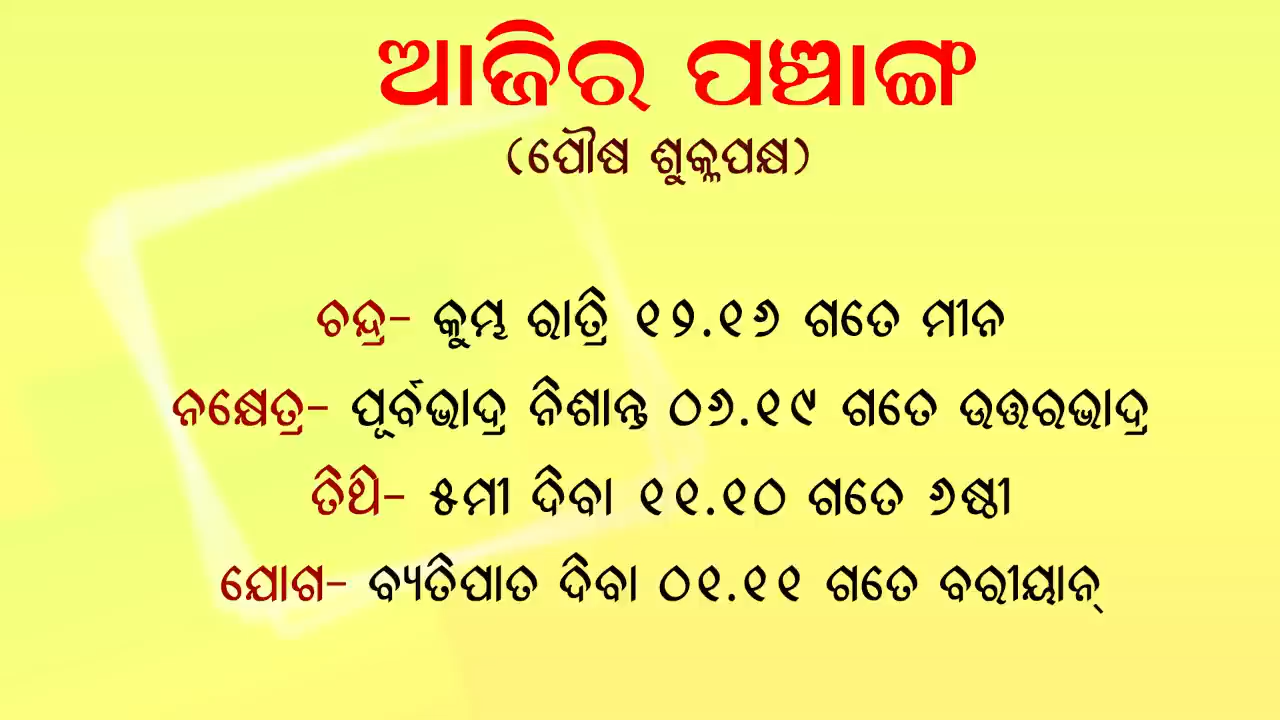 ଆଜିର ପଞ୍ଚାଙ୍ଗ
(ପୌଷ ଶୁକ୍ଳପକ୍ଷ)
ଚନ୍ଦ୍ର- କୁମ୍ଭ ରାତ୍ରି ୧୨.୧୬ ଗତେ ମୀନ
ନକ୍ଷେତ୍ର- ପୂର୍ବଭାଦ୍ର ନିଶାନ୍ତ ୦୬.୧୯ ଗତେ ଉତ୍ତରଭାଦ୍ର
ତିଥି- ୫ମୀ ଦିବା ୧୧.୧୦ ଗତେ ୬ଷ୍ଠୀ
ଯୋଗ- ବ୍ୟତିପାତ ଦିବା ୦୧.୧୧ ଗତେ ବରୀୟାନ୍